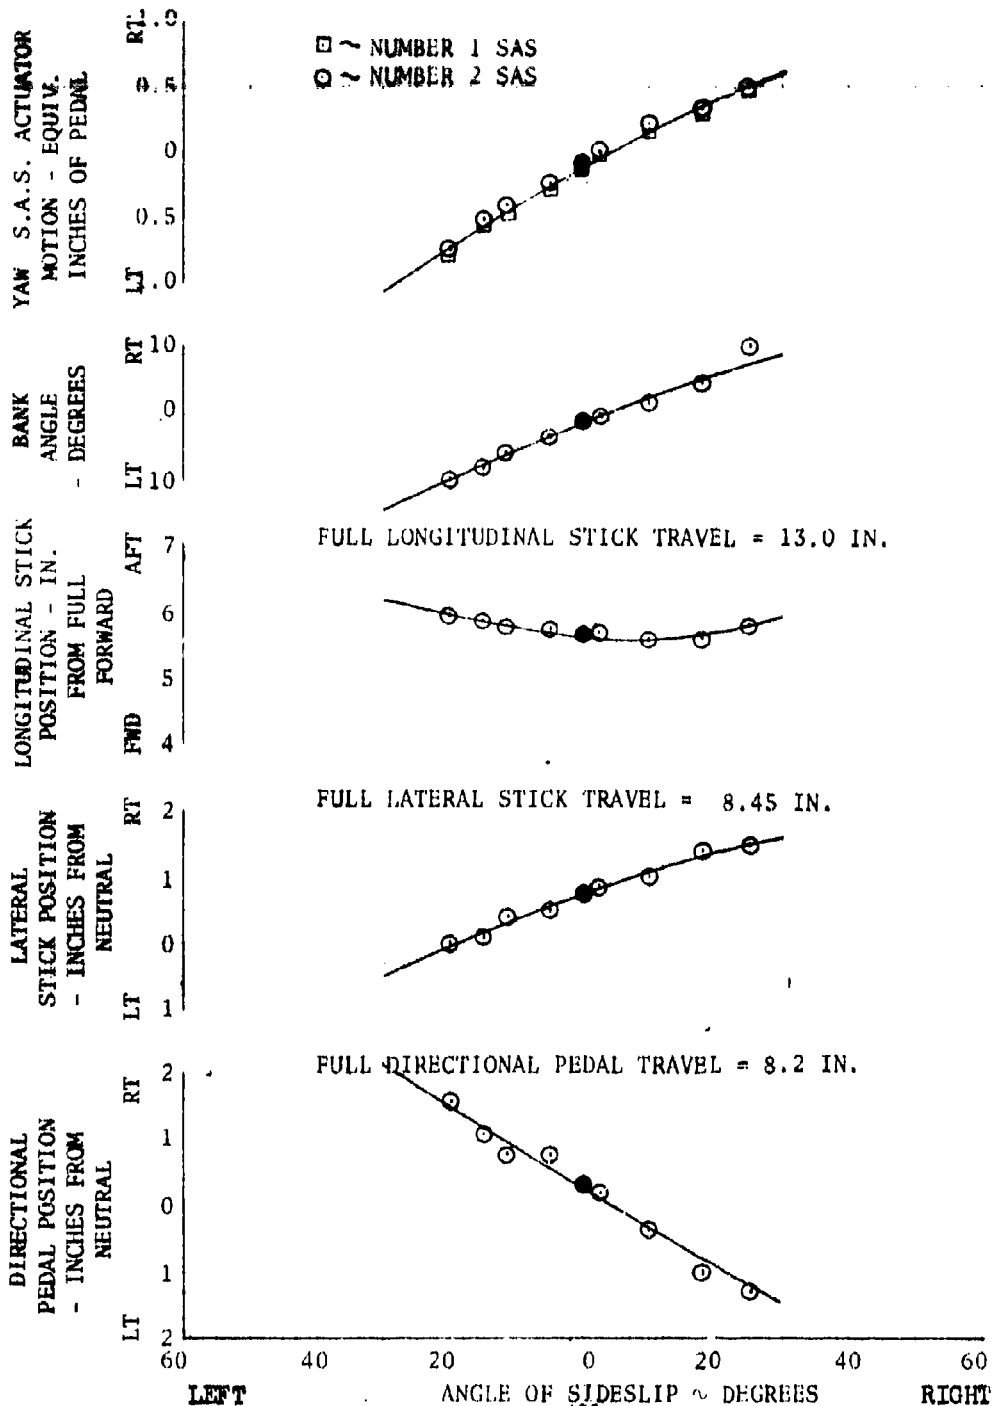 YAW S.A.S. ACTUATOR
MOTION - EQUIV.
INCHES OF PEDAL
RT
1.0
0.5
0
0.5
1.0
LT
□ ~ NUMBER 1 SAS
○ ~ NUMBER 2 SAS
BANK
ANGLE
- DEGREES
RT
10
0
10
LT
LONGITUDINAL STICK
POSITION - IN.
FROM FULL
FORWARD
AFT
7
6
5
4
FWD
FULL LONGITUDINAL STICK TRAVEL = 13.0 IN.
LATERAL
STICK POSITION
- INCHES FROM
NEUTRAL
RT
2
1
0
1
LT
FULL LATERAL STICK TRAVEL = 8.45 IN.
DIRECTIONAL
PEDAL POSITION
- INCHES FROM
NEUTRAL
RT
2
1
0
1
2
LT
FULL DIRECTIONAL PEDAL TRAVEL = 8.2 IN.
60 40 20 0 20 40 60
LEFT ANGLE OF SIDESLIP ~ DEGREES RIGHT